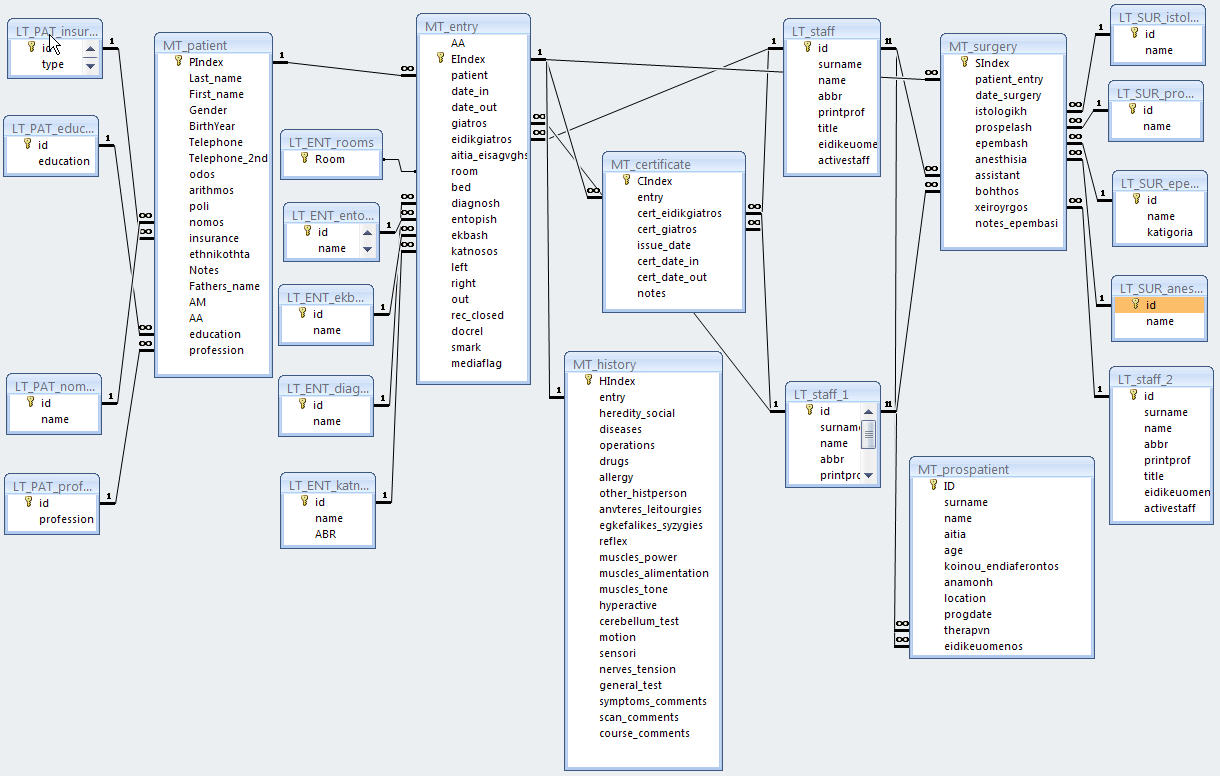 LT_PAT_insur...
id
type
LT_PAT_educ...
id
education
LT_PAT_nom...
id
name
LT_PAT_prof...
id
profession
MT_patient
PIndex
Last_name
First_name
Gender
BirthYear
Telephone
Telephone_2nd
odos
arithmos
poli
nomos
insurance
ethnikothta
Notes
Fathers_name
AM
AA
education
profession
LT_ENT_rooms
Room
LT_ENT_ento...
id
name
LT_ENT_ekb...
id
name
LT_ENT_diag...
id
name
LT_ENT_katn...
id
name
ABR
MT_entry
AA
EIndex
patient
date_in
date_out
giatros
eidikgiatros
aitia_eisagvghs
room
bed
diagnosh
entopish
ekbash
katnosos
left
right
out
rec_closed
docrel
smark
mediaflag
MT_certificate
CIndex
entry
cert_eidikgiatros
cert_giatros
issue_date
cert_date_in
cert_date_out
notes
MT_history
HIndex
entry
heredity_social
diseases
operations
drugs
allergy
other_histperson
anvteres_leitourgies
egkefalikes_syzygies
reflex
muscles_power
muscles_alimentation
muscles_tone
hyperactive
cerebellum_test
motion
sensori
nerves_tension
general_test
symptoms_comments
scan_comments
course_comments
LT_staff
id
surname
name
abbr
printprof
title
eidikeuome
activestaff
LT_staff_1
id
surname
name
abbr
printprc
MT_surgery
SIndex
patient_entry
date_surgery
istologikh
prospelash
epembash
anesthisia
assistant
bohthos
xeiroyrgos
notes_epembasi
MT_prospatient
ID
surname
name
aitia
age
koinou_endiaferontos
anamonh
location
progdate
therapvn
eidikeuomenos
LT_SUR_istol...
id
name
LT_SUR_pro...
id
name
LT_SUR_epe...
id
name
katigoria
LT_SUR_anes...
id
name
LT_staff_2
id
surname
name
abbr
printprof
title
eidikeuomen
activestaff